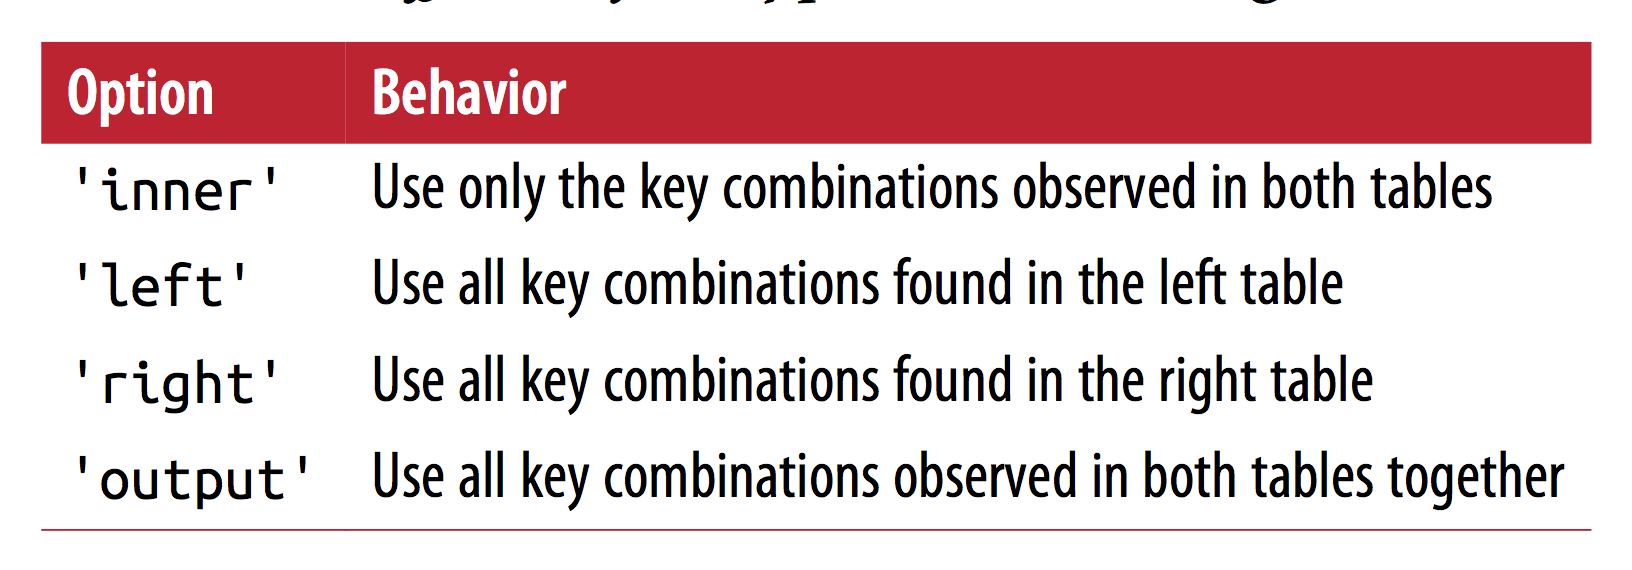 Option Behavior
'inner' Use only the key combinations observed in both tables
'left' Use all key combinations found in the left table
'right' Use all key combinations found in the right table
'output' Use all key combinations observed in both tables together